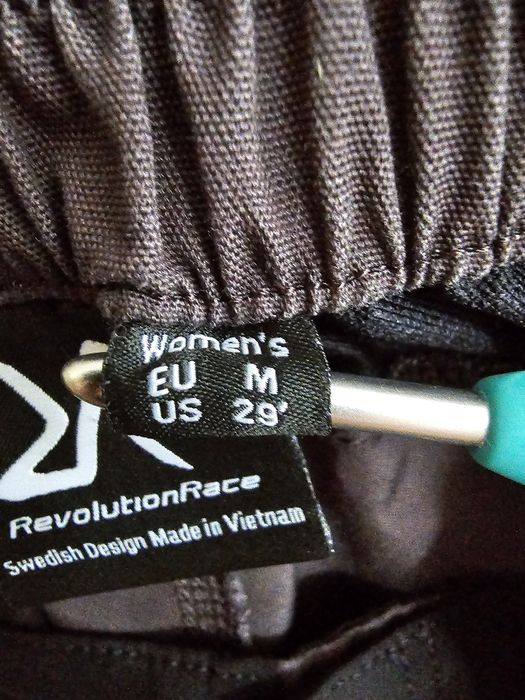 Women's
EU M
US 29'
RevolutionRace
Swedish Design Made in Vietnam